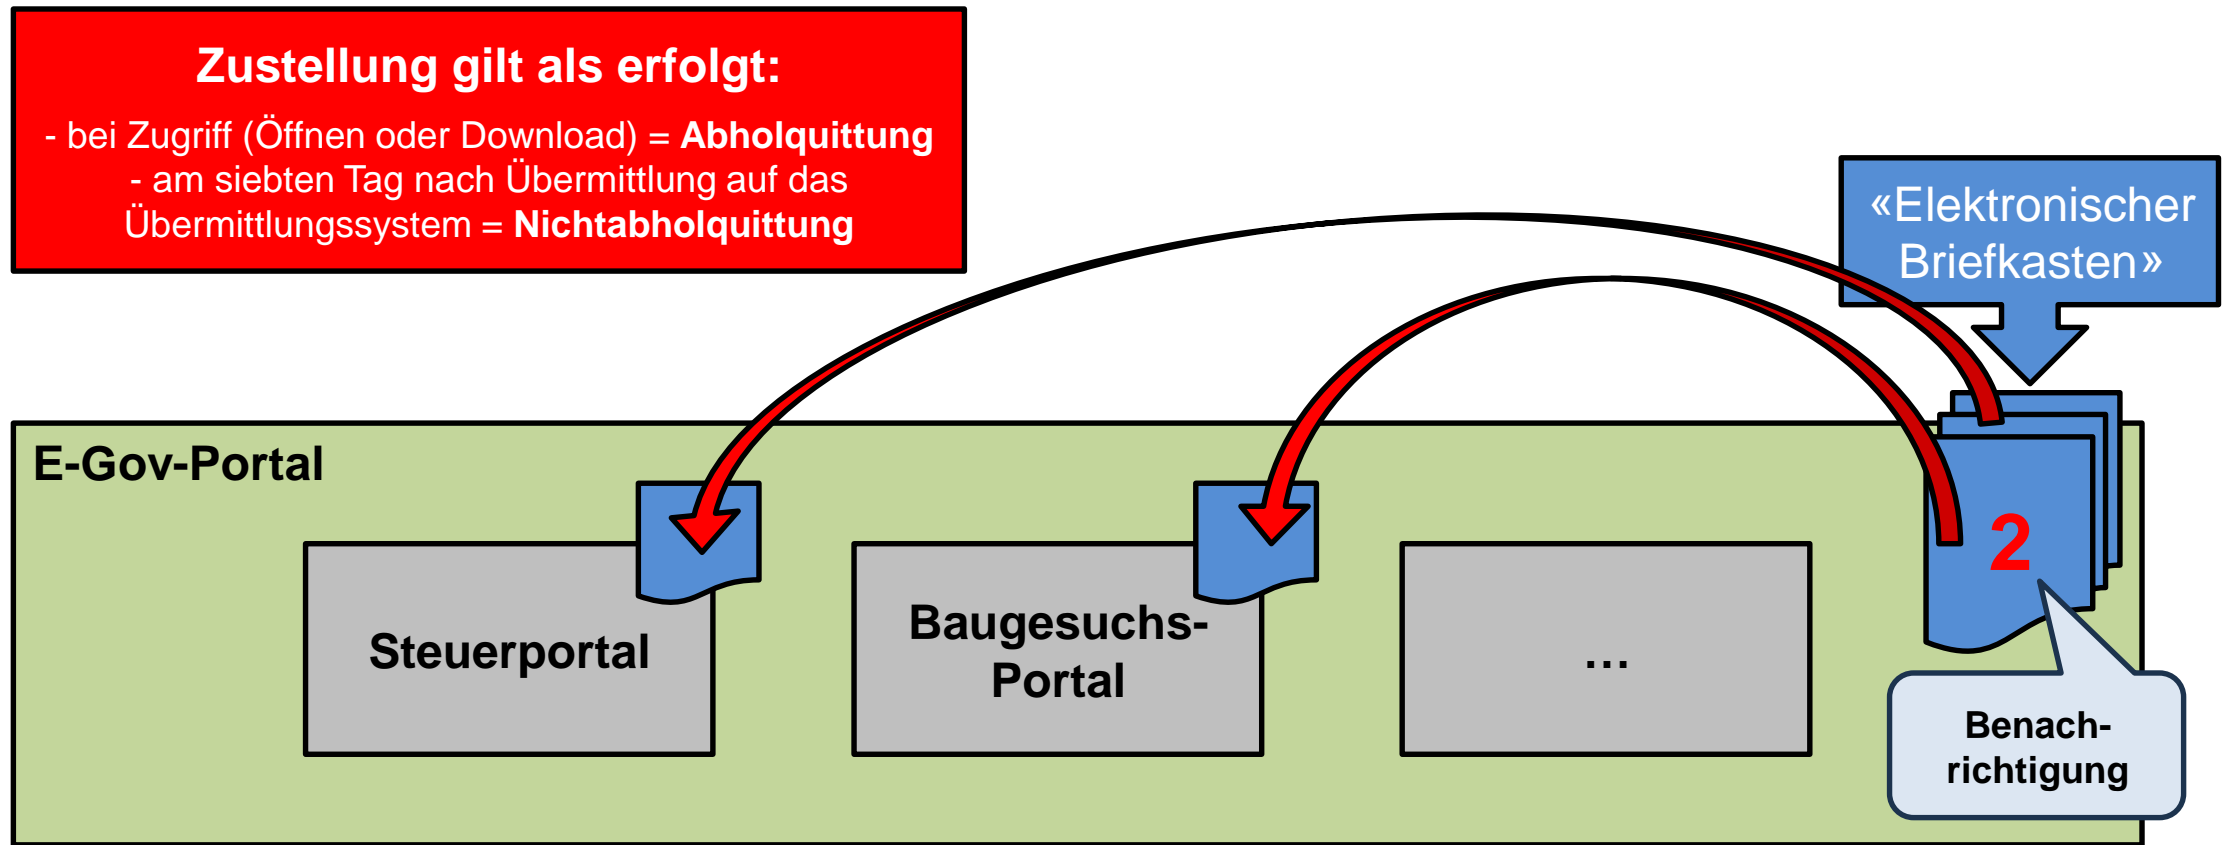 Zustellung gilt als erfolgt:
- bei Zugriff (Öffnen oder Download) = Abholquittung
- am siebten Tag nach Übermittlung auf das
Übermittlungssystem = Nichtabholquittung
«Elektronischer
Briefkasten»
E-Gov-Portal
2
Steuerportal
Baugesuchs-
Portal
...
Benach-
richtigung